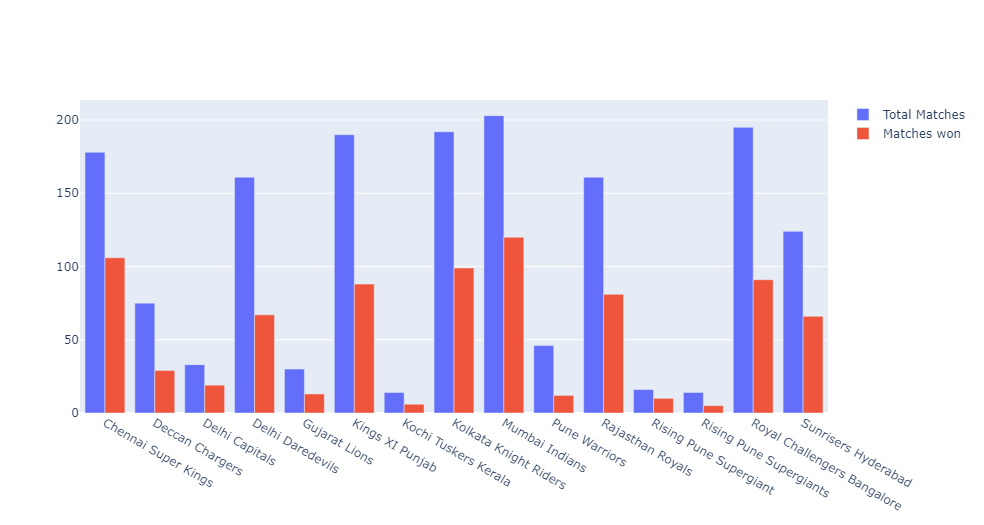 Total Matches
Matches won
200
150
100
50
0
Chennai Super Kings
Deccan Chargers
Delhi Capitals
Delhi Daredevils
Gujarat Lions
Kings XI Punjab
Kochi Tuskers Kerala
Kolkata Knight Riders
Mumbai Indians
Pune Warriors
Rajasthan Royals
Rising Pune Supergiant
Rising Pune Supergiants
Royal Challengers Bangalore
Sunrisers Hyderabad